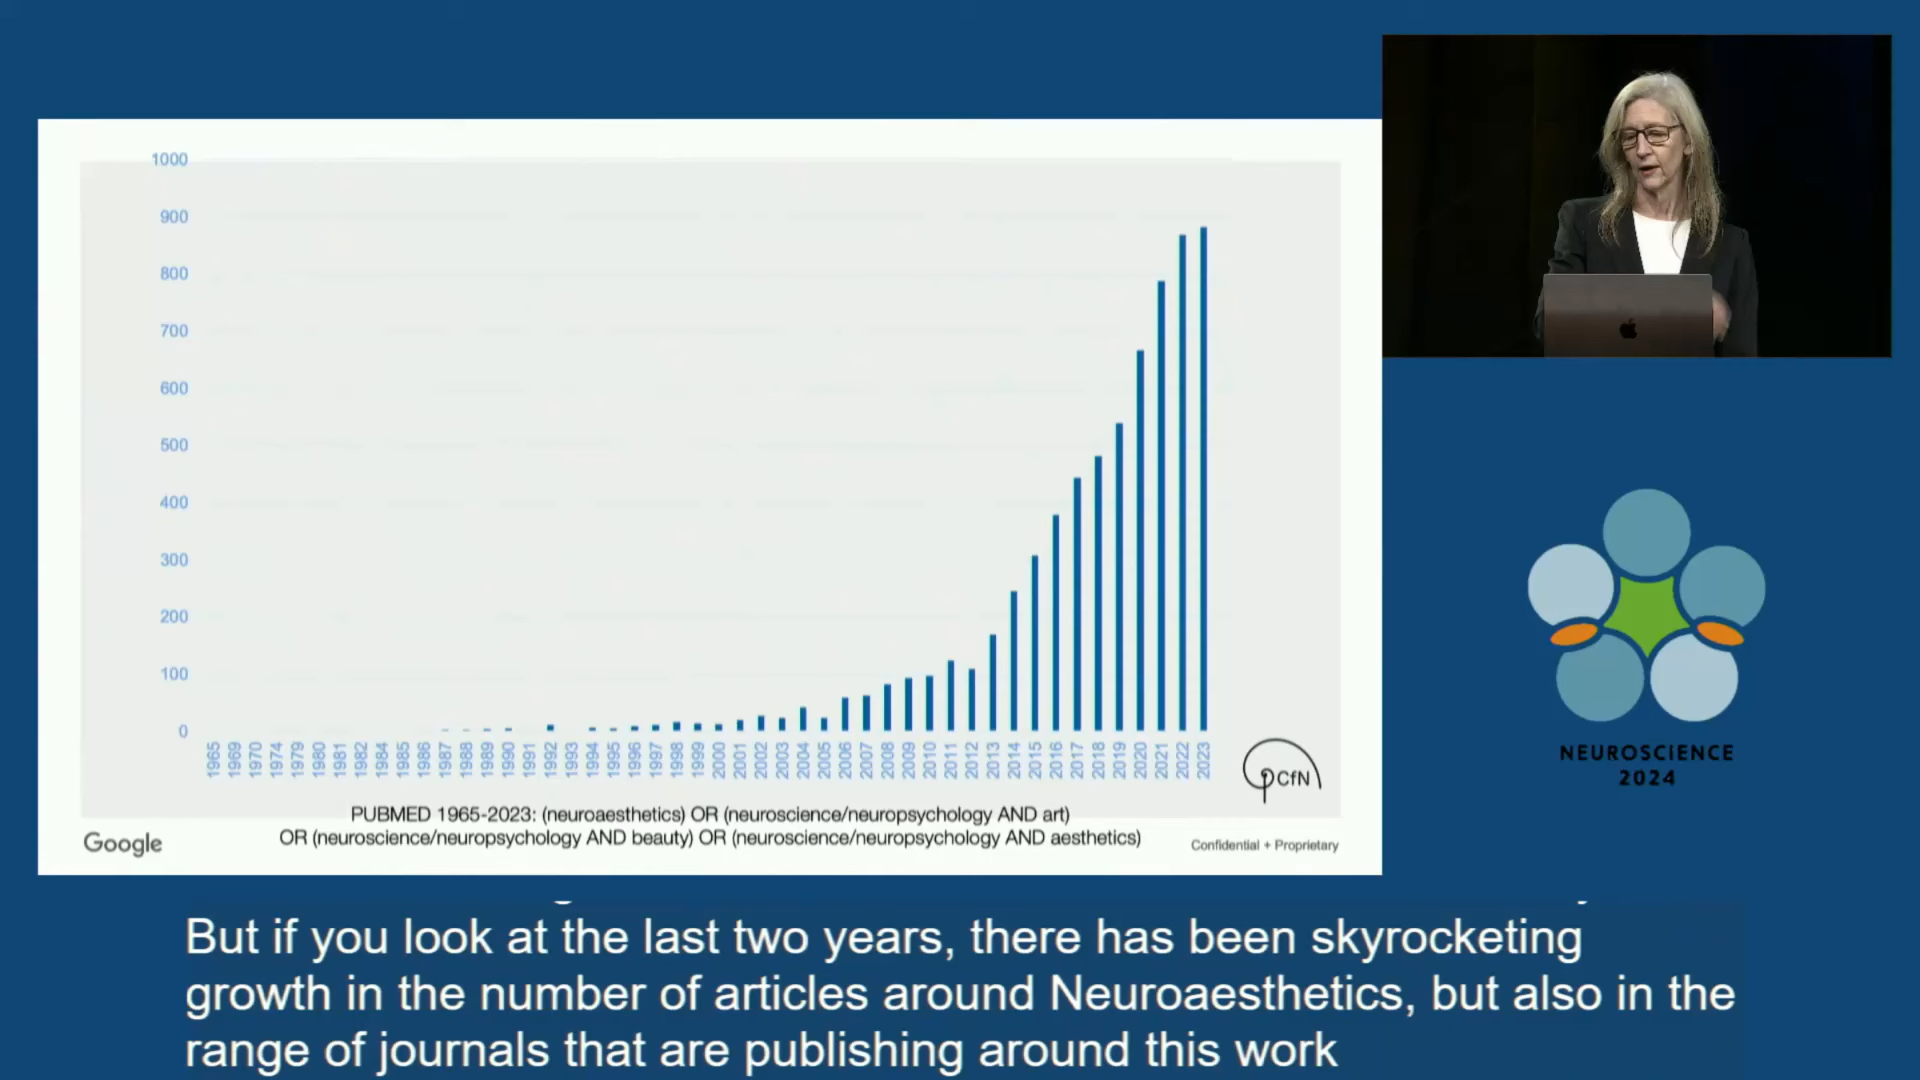 1000
900
800
700
600
500
400
300
200
100
0
1965 1969 1970 1974 1979 1980 1981 1982 1984 1985 1986 1987 1988 1989 1990 1991 1992 1993 1994 1995 1996 1997 1998 1999 2000 2001 2002 2003 2004 2005 2006 2007 2008 2009 2010 2011 2012 2013 2014 2015 2016 2017 2018 2019 2020 2021 2022 2023
CfN
PUBMED 1965-2023: (neuroaesthetics) OR (neuroscience/neuropsychology AND art)
OR (neuroscience/neuropsychology AND beauty) OR (neuroscience/neuropsychology AND aesthetics)
Google
Confidential + Proprietary
NEUROSCiENCE
2024
But if you look at the last two years, there has been skyrocketing
growth in the number of articles around Neuroaesthetics, but also in the
range of journals that are publishing around this work